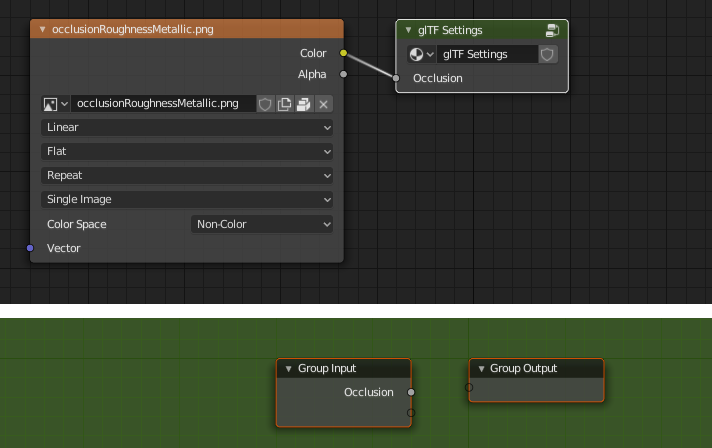 occlusionRoughnessMetallic.png
Color
Alpha
occlusionRoughnessMetallic.png
Linear
Flat
Repeat
Single Image
Color Space Non-Color
Vector
glTF Settings
glTF Settings
Occlusion
Group Input
Occlusion
Group Output